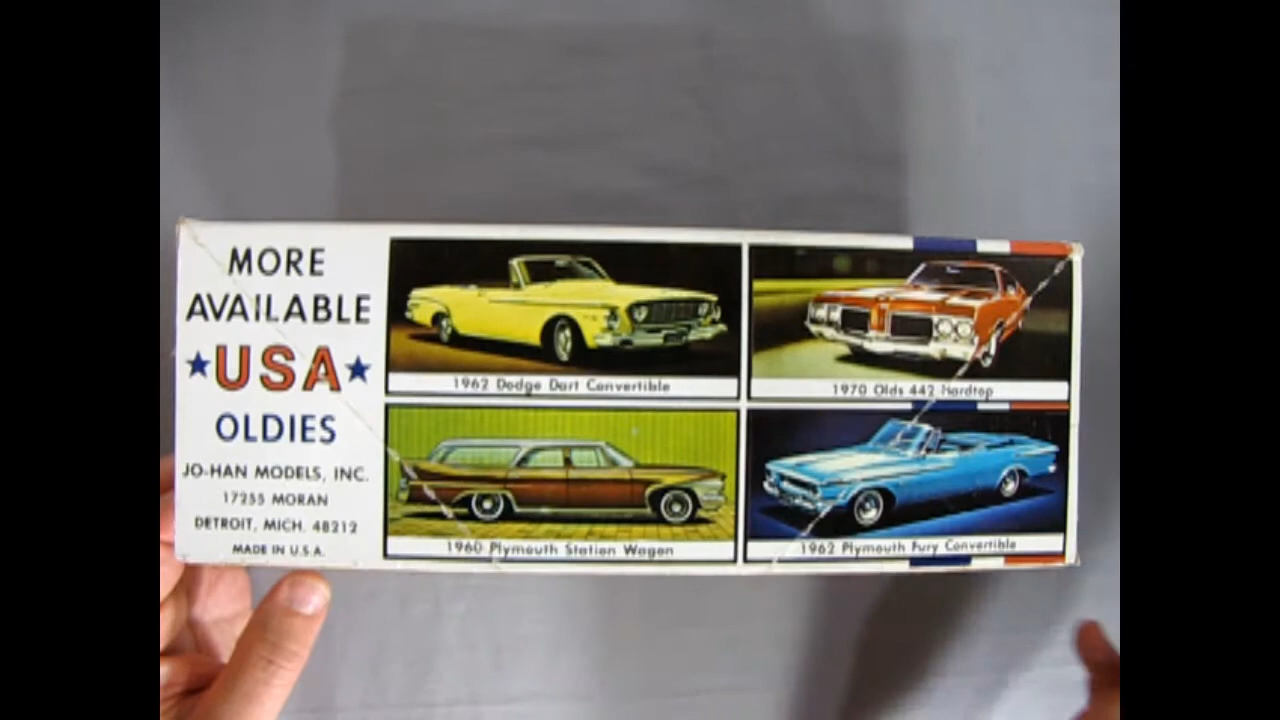 MORE
AVAILABLE
USA
OLDIES
JO-HAN MODELS, INC.
17255 MORAN
DETROIT, MICH. 48212
MADE IN U.S.A.
1962 Dodge Dart Convertible
1970 Olds 442 Hardtop
1960 Plymouth Station Wagon
1962 Plymouth Fury Convertible